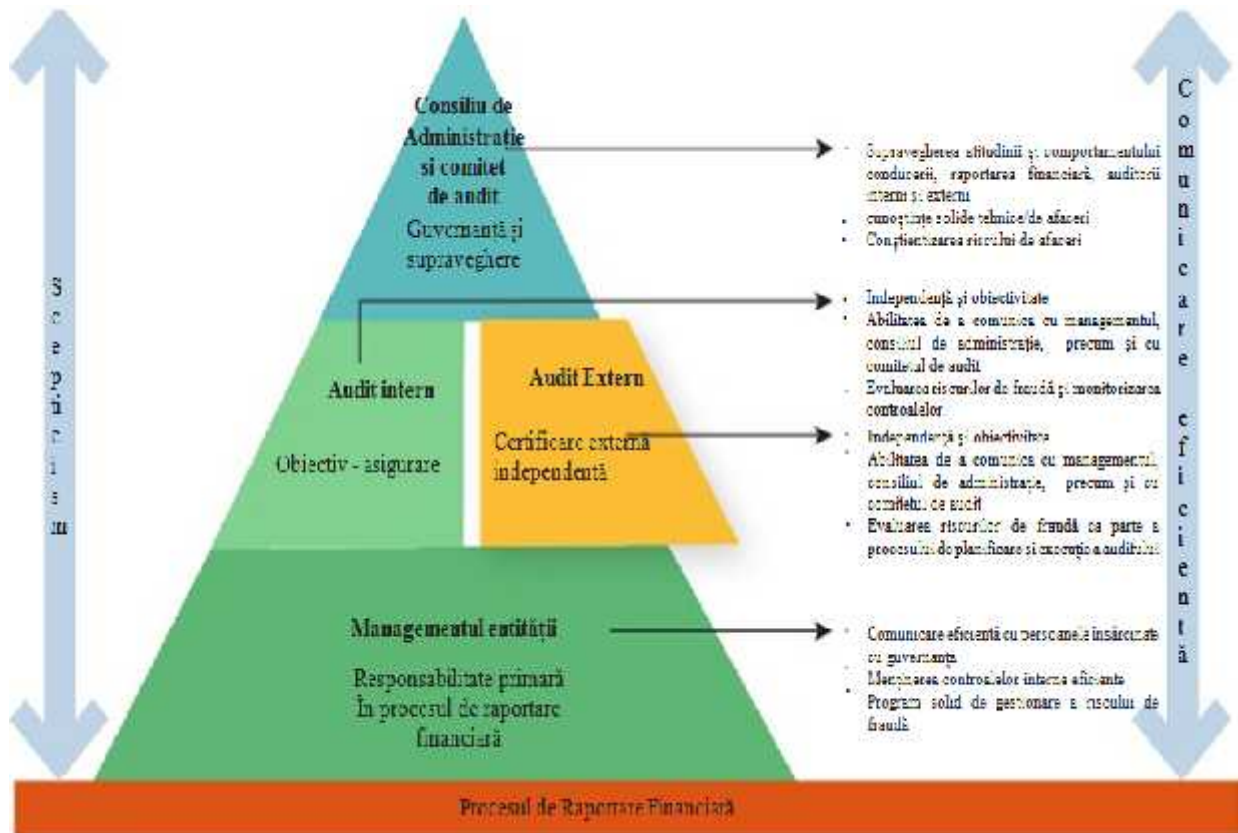 Consiliu de
Administrație
si comitet
de audit
Guvernanță și
supraveghere
Audit intern
Obiectiv - asigurare
Audit Extern
Certificare externă
independentă
Managementul entității
Responsabilitate primară
În procesul de raportare
financiară
Procesul de Raportare Financiară
Scepticism
Comunicare eficientă
• Supravegherea atitudinii și comportamentului
conducerii, raportarea financiară, auditorii
interni și externi
• cunoștințe solide tehnice/de afaceri
• Conștientizarea riscului de afaceri
• Independență și obiectivitate
• Abilitatea de a comunica cu managementul,
consiliul de administrație, precum și cu
comitetul de audit
• Evaluarea riscurilor de fraudă și monitorizarea
controalelor
• Independență și obiectivitate
• Abilitatea de a comunica cu managementul,
consiliul de administrație, precum și cu
comitetul de audit
• Evaluarea riscurilor de fraudă ca parte a
procesului de planificare si execuție a auditului
• Comunicare eficientă cu persoanele însărcinate
cu guvernanța
• Menținerea controalelor interne eficiente
• Program solid de gestionare a riscului de
fraudă